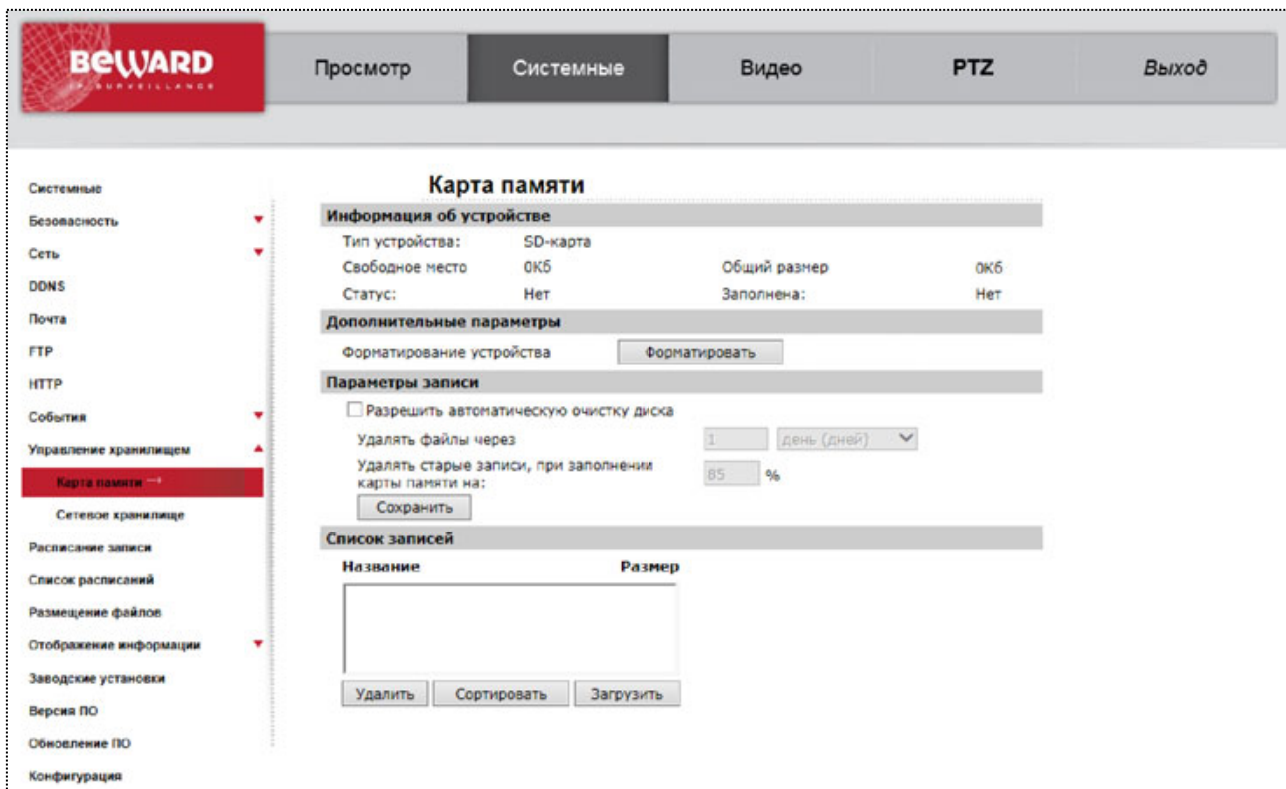 BEWARD
IP SURVEILLANCE
Просмотр Системные Видео PTZ Выход
Системные
Безопасность
Сеть
DDNS
Почта
FTP
HTTP
События
Управление хранилищем
Карта памяти →
Сетевое хранилище
Расписание записи
Список расписаний
Размещение файлов
Отображение информации
Заводские установки
Версия ПО
Обновление ПО
Конфигурация
Карта памяти
Информация об устройстве
Тип устройства: SD-карта
Свободное место 0Кб Общий размер 0Кб
Статус: Нет Заполнена: Нет
Дополнительные параметры
Форматирование устройства Форматировать
Параметры записи
Разрешить автоматическую очистку диска
Удалять файлы через 1 день (дней)
Удалять старые записи, при заполнении
карты памяти на: 85 %
Сохранить
Список записей
Название Размер
Удалить Сортировать Загрузить